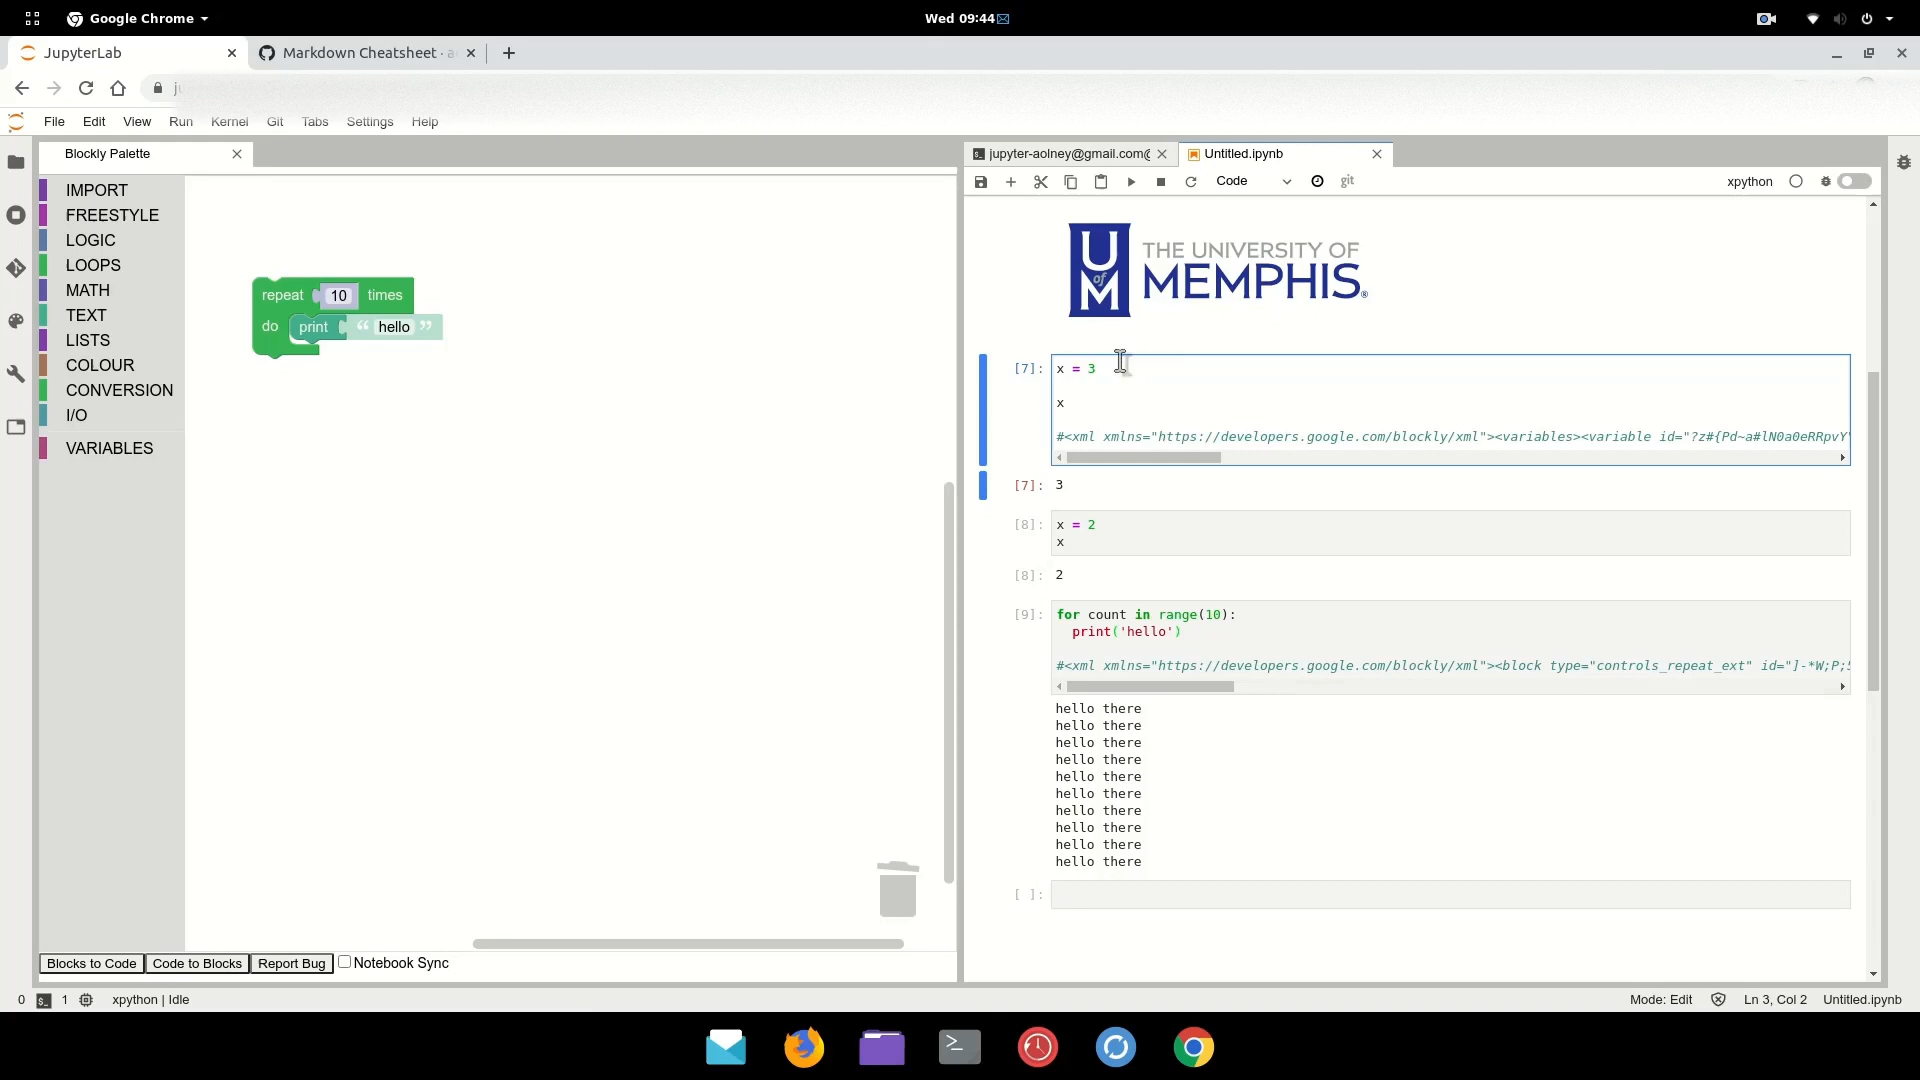 Google Chrome
Wed 09:44
JupyterLab
Markdown Cheatsheet · a
File Edit View Run Kernel Git Tabs Settings Help
Blockly Palette
IMPORT
FREESTYLE
LOGIC
LOOPS
MATH
TEXT
LISTS
COLOUR
CONVERSION
I/O
VARIABLES
repeat 10 times
do print “ hello ”
Blocks to Code Code to Blocks Report Bug Notebook Sync
jupyter-aolney@gmail.com@
Untitled.ipynb
Code
git
xpython
U
of
M
THE UNIVERSITY OF
MEMPHIS®
[7]: x = 3
x
#<xml xmlns="https://developers.google.com/blockly/xml"><variables><variable id="?z#{Pd~a#lN0a0eRRpvY
[7]: 3
[8]: x = 2
x
[8]: 2
[9]: for count in range(10):
print('hello')
#<xml xmlns="https://developers.google.com/blockly/xml"><block type="controls_repeat_ext" id="]-*W;P;
hello there
hello there
hello there
hello there
hello there
hello there
hello there
hello there
hello there
hello there
[ ]:
0 1 xpython | Idle
Mode: Edit Ln 3, Col 2 Untitled.ipynb